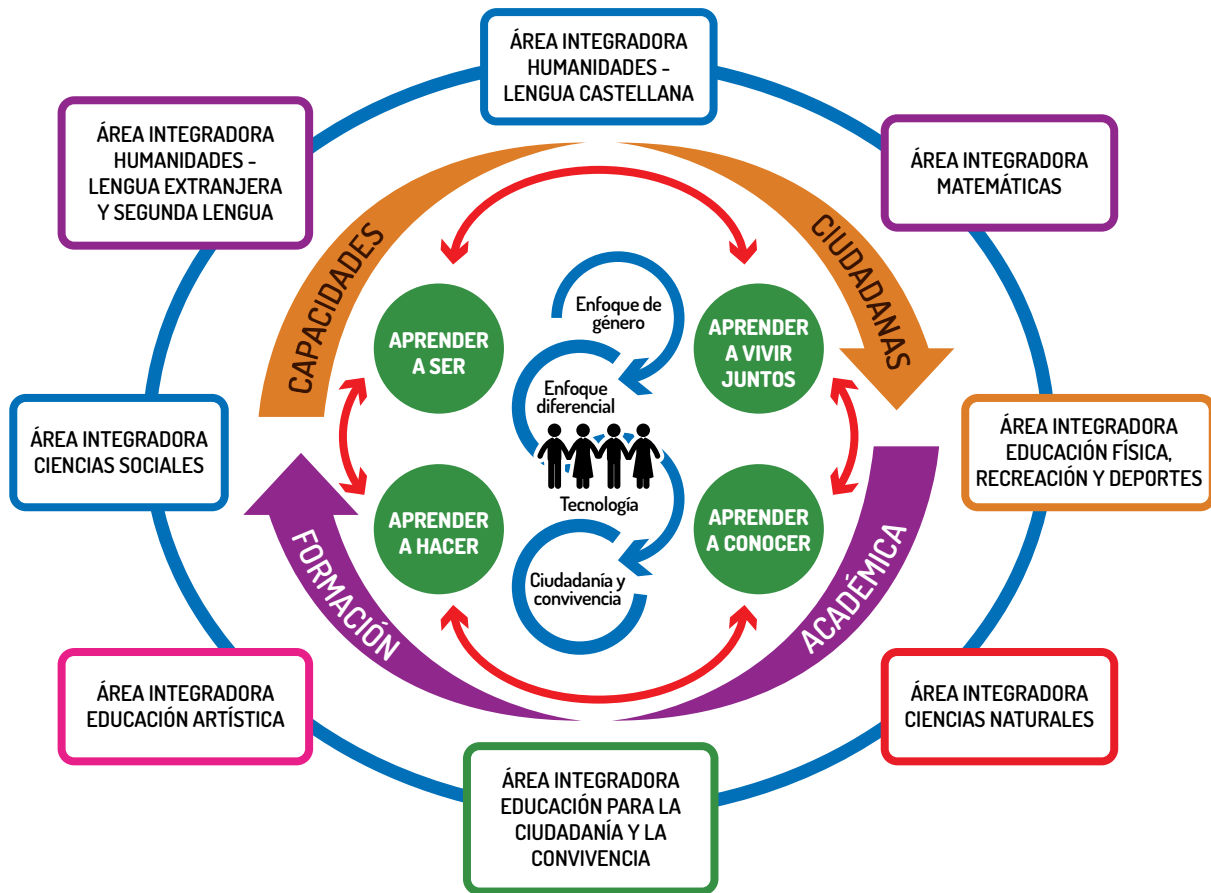 ÁREA INTEGRADORA
HUMANIDADES -
LENGUA CASTELLANA
ÁREA INTEGRADORA
HUMANIDADES -
LENGUA EXTRANJERA
Y SEGUNDA LENGUA
ÁREA INTEGRADORA
MATEMÁTICAS
CAPACIDADES
CIUDADANAS
APRENDER
A SER
Enfoque de
género
APRENDER
A VIVIR
JUNTOS
Enfoque
diferencial
ÁREA INTEGRADORA
CIENCIAS SOCIALES
ÁREA INTEGRADORA
EDUCACIÓN FÍSICA,
RECREACIÓN Y DEPORTES
Tecnología
APRENDER
A HACER
APRENDER
A CONOCER
Ciudadanía y
convivencia
FORMACIÓN
ACADÉMICA
ÁREA INTEGRADORA
EDUCACIÓN ARTÍSTICA
ÁREA INTEGRADORA
CIENCIAS NATURALES
ÁREA INTEGRADORA
EDUCACIÓN PARA LA
CIUDADANÍA Y LA
CONVIVENCIA